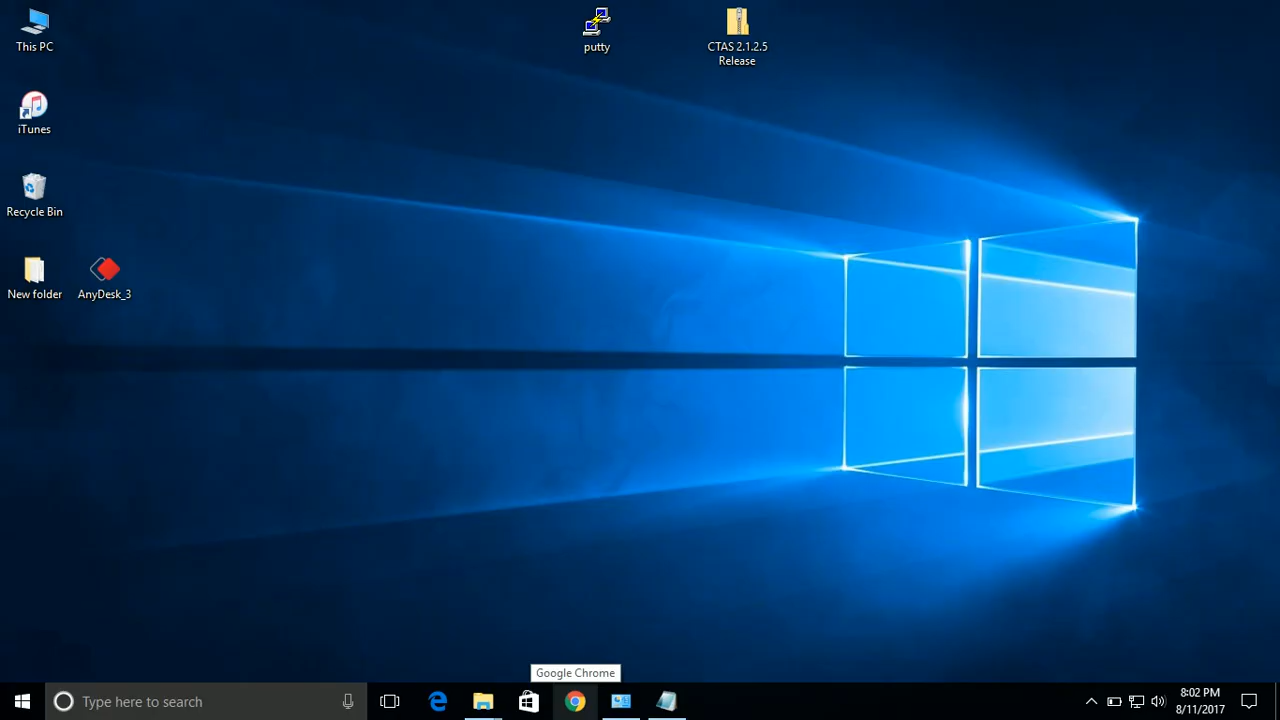 This PC
putty
CTAS 2.1.2.5
Release
iTunes
Recycle Bin
New folder
AnyDesk_3
Google Chrome
Type here to search
8:02 PM
8/11/2017